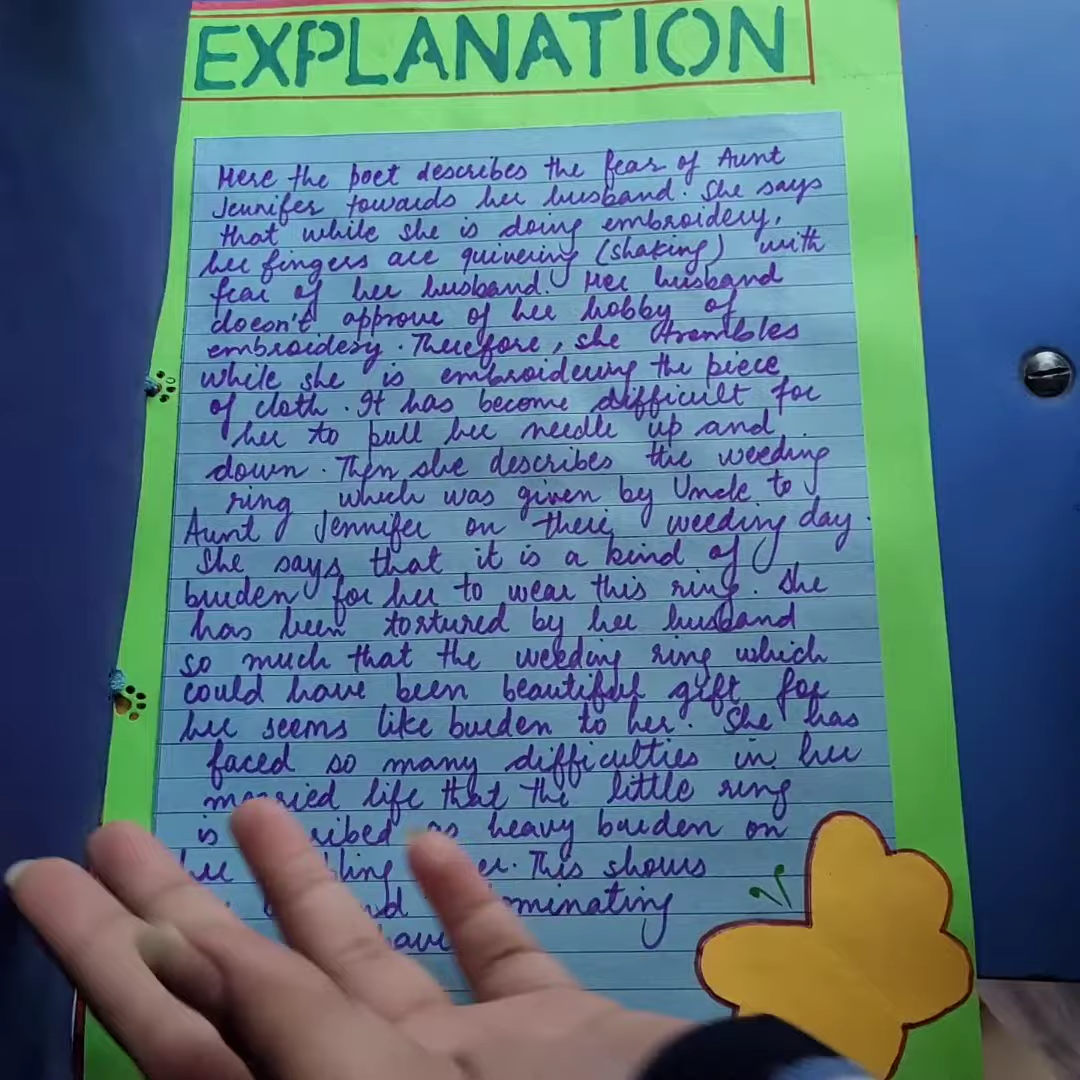 EXPLANATION
Here the poet describes the fear of Aunt
Jennifer towards her husband. She says
that while she is doing embroidery,
her fingers are quivering (shaking) with
fear of her husband. Her husband
doesn't approve of her hobby of
embroidery. Therefore, she trembles
while she is embroidering the piece
of cloth. It has become difficult for
her to pull her needle up and
down. Then she describes the weeding
ring which was given by Uncle to
Aunt Jennifer on there weeding day.
She says that it is a kind of
burden for her to wear this ring. She
has been tortured by her husband
so much that the weeding ring which
could have been beautiful gift for
her seems like burden to her. She has
faced so many difficulties in her
married life that the little ring
is as heavy burden on
her This shows